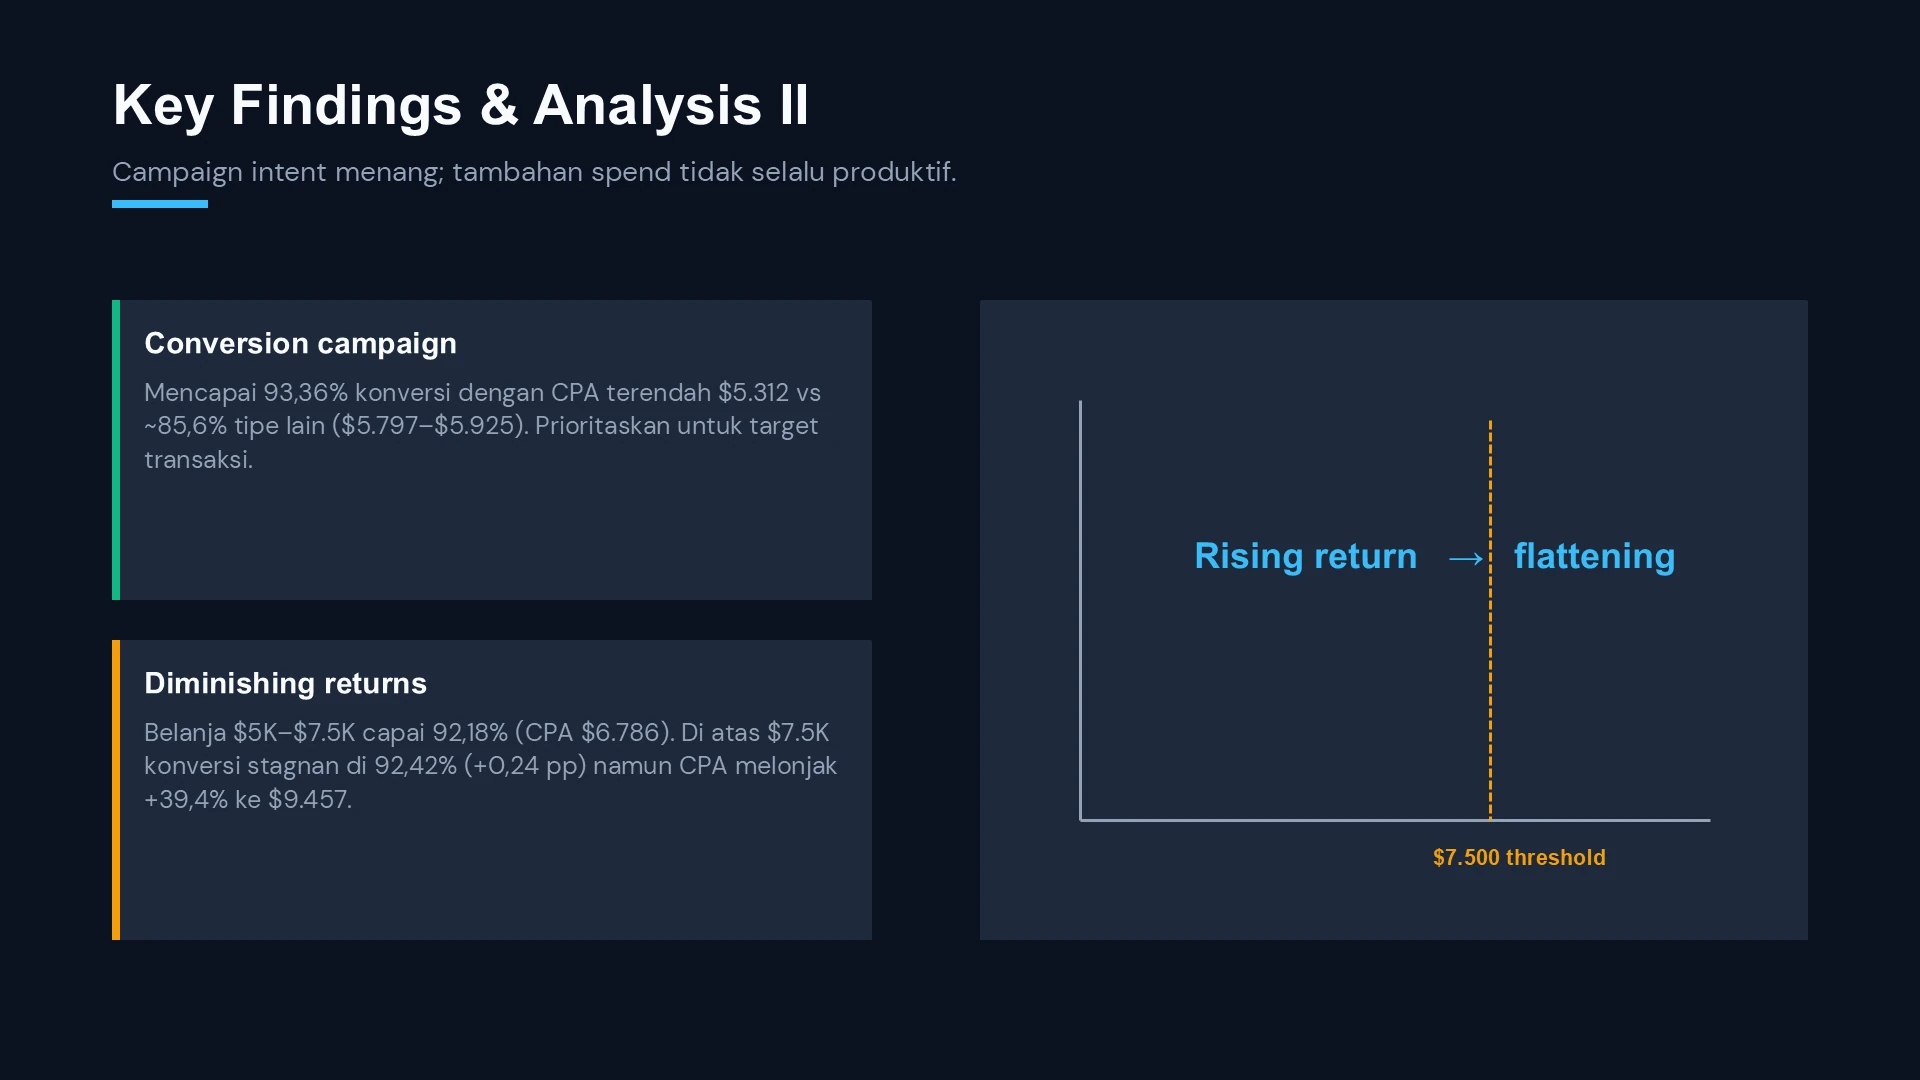 Key Findings & Analysis II
Campaign intent menang; tambahan spend tidak selalu produktif.
Conversion campaign
Mencapai 93,36% konversi dengan CPA terendah $5.312 vs
~85,6% tipe lain ($5.797–$5.925). Prioritaskan untuk target
transaksi.
Diminishing returns
Belanja $5K–$7.5K capai 92,18% (CPA $6.786). Di atas $7.5K
konversi stagnan di 92,42% (+0,24 pp) namun CPA melonjak
+39,4% ke $9.457.
Rising return → flattening
$7.500 threshold